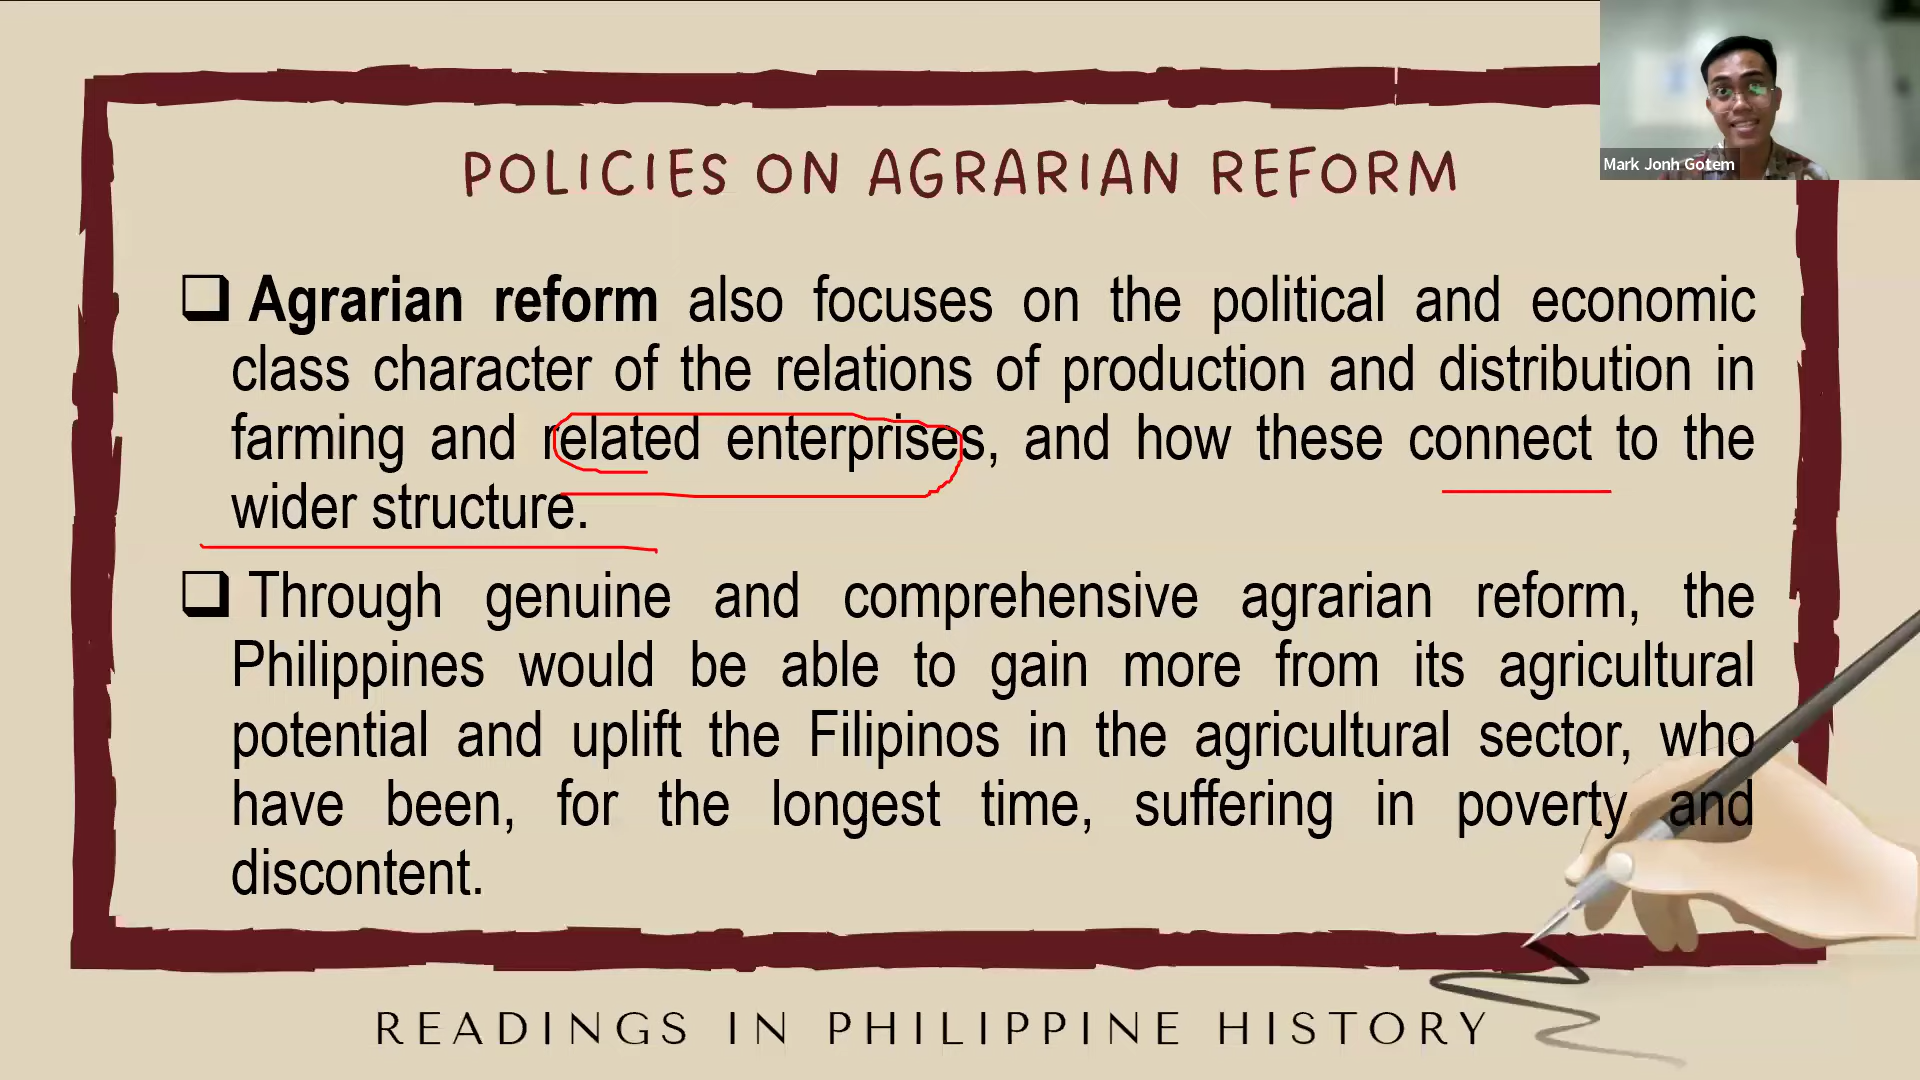 Mark Jonh Gotem
POLICIES ON AGRARIAN REFORM
Agrarian reform also focuses on the political and economic
class character of the relations of production and distribution in
farming and related enterprises, and how these connect to the
wider structure.
Through genuine and comprehensive agrarian reform, the
Philippines would be able to gain more from its agricultural
potential and uplift the Filipinos in the agricultural sector, who
have been, for the longest time, suffering in poverty and
discontent.
READINGS IN PHILIPPINE HISTORY